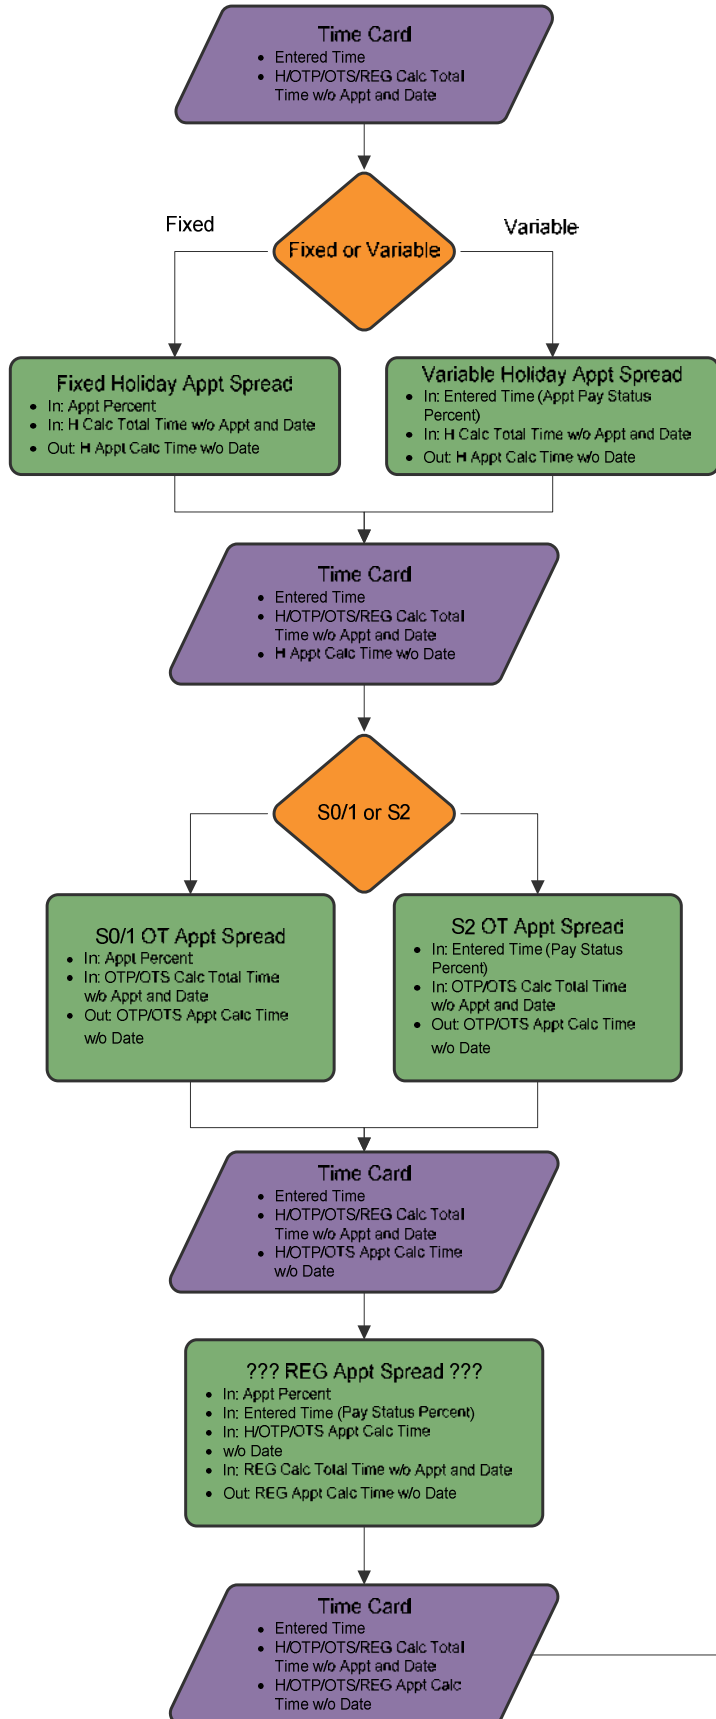 Time Card
• Entered Time
• H/OTP/OTS/REG Calc Total
Time w/o Appt and Date
Fixed or Variable
Fixed
Variable
Fixed Holiday Appt Spread
• In: Appt Percent
• In: H Calc Total Time w/o Appt and Date
• Out: H Appt Calc Time w/o Date
Variable Holiday Appt Spread
• In: Entered Time (Appt Pay Status
Percent)
• In: H Calc Total Time w/o Appt and Date
• Out: H Appt Calc Time w/o Date
Time Card
• Entered Time
• H/OTP/OTS/REG Calc Total
Time w/o Appt and Date
• H Appt Calc Time w/o Date
S0/1 or S2
S0/1 OT Appt Spread
• In: Appt Percent
• In: OTP/OTS Calc Total Time
w/o Appt and Date
• Out: OTP/OTS Appt Calc Time
w/o Date
S2 OT Appt Spread
• In: Entered Time (Pay Status
Percent)
• In: OTP/OTS Calc Total Time
w/o Appt and Date
• Out: OTP/OTS Appt Calc Time
w/o Date
Time Card
• Entered Time
• H/OTP/OTS/REG Calc Total
Time w/o Appt and Date
• H/OTP/OTS Appt Calc Time
w/o Date
??? REG Appt Spread ???
• In: Appt Percent
• In: Entered Time (Pay Status Percent)
• In: H/OTP/OTS Appt Calc Time
• w/o Date
• In: REG Calc Total Time w/o Appt and Date
• Out: REG Appt Calc Time w/o Date
Time Card
• Entered Time
• H/OTP/OTS/REG Calc Total
Time w/o Appt and Date
• H/OTP/OTS/REG Appt Calc
Time w/o Date